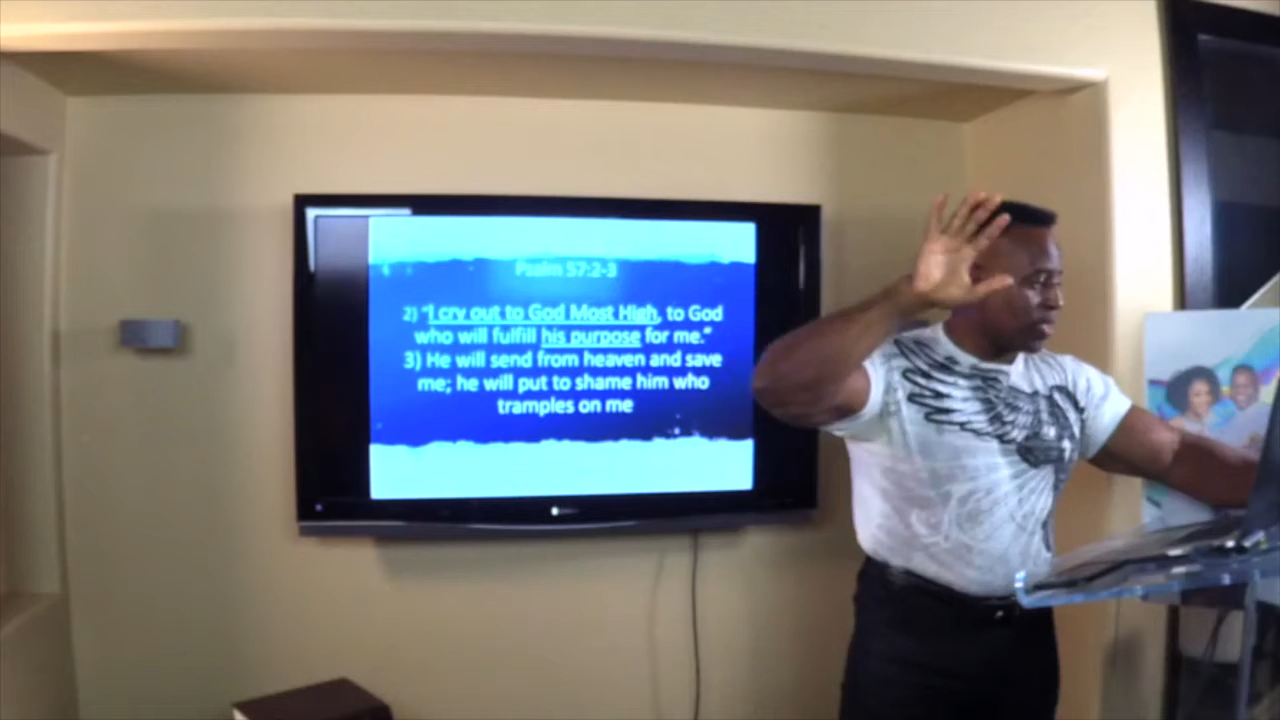 Psalm 57:2-3
2) "I cry out to God Most High, to God
who will fulfill his purpose for me."
3) He will send from heaven and save
me; he will put to shame him who
tramples on me